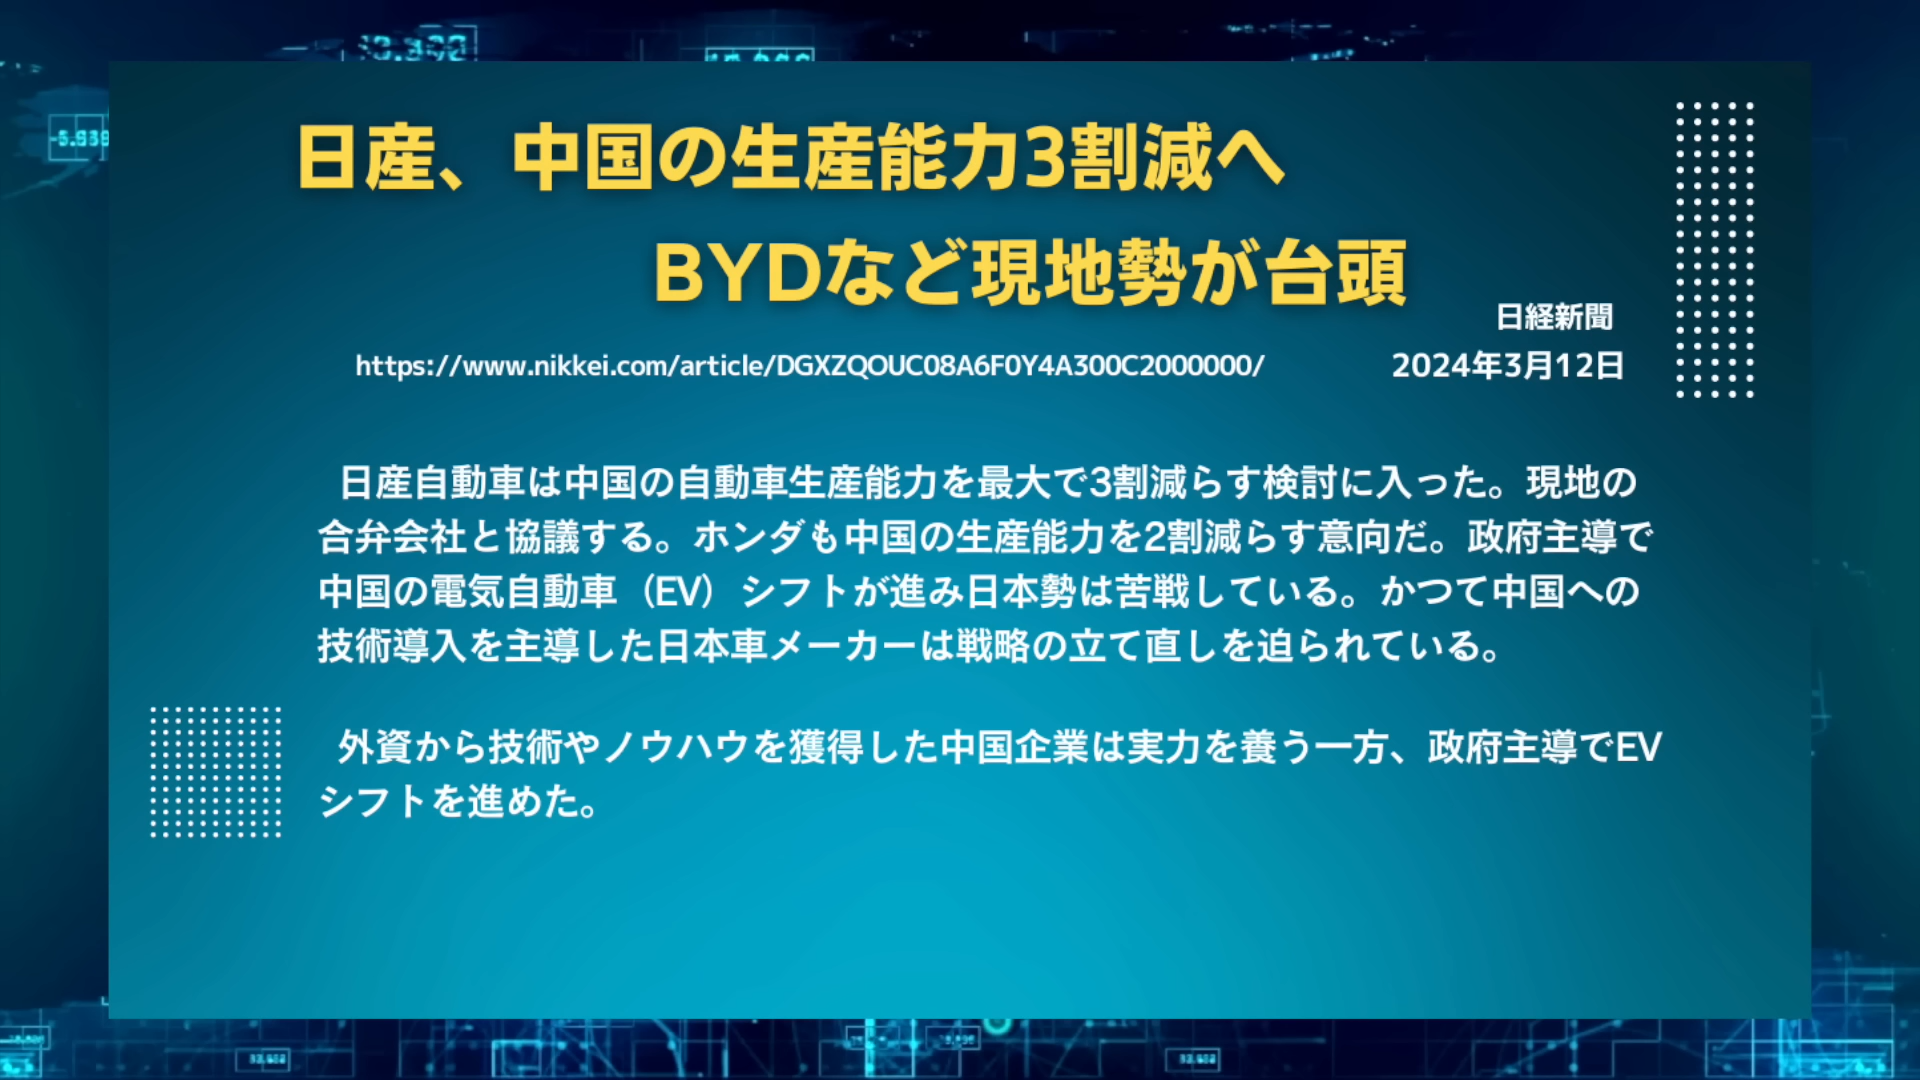 日産、中国の生産能力3割減へ
BYDなど現地勢が台頭
日経新聞
https://www.nikkei.com/article/DGXZQOUC08A6F0Y4A300C2000000/
2024年3月12日
日産自動車は中国の自動車生産能力を最大で3割減らす検討に入った。現地の
合弁会社と協議する。ホンダも中国の生産能力を2割減らす意向だ。政府主導で
中国の電気自動車（EV）シフトが進み日本勢は苦戦している。かつて中国への
技術導入を主導した日本車メーカーは戦略の立て直しを迫られている。
外資から技術やノウハウを獲得した中国企業は実力を養う一方、政府主導でEV
シフトを進めた。